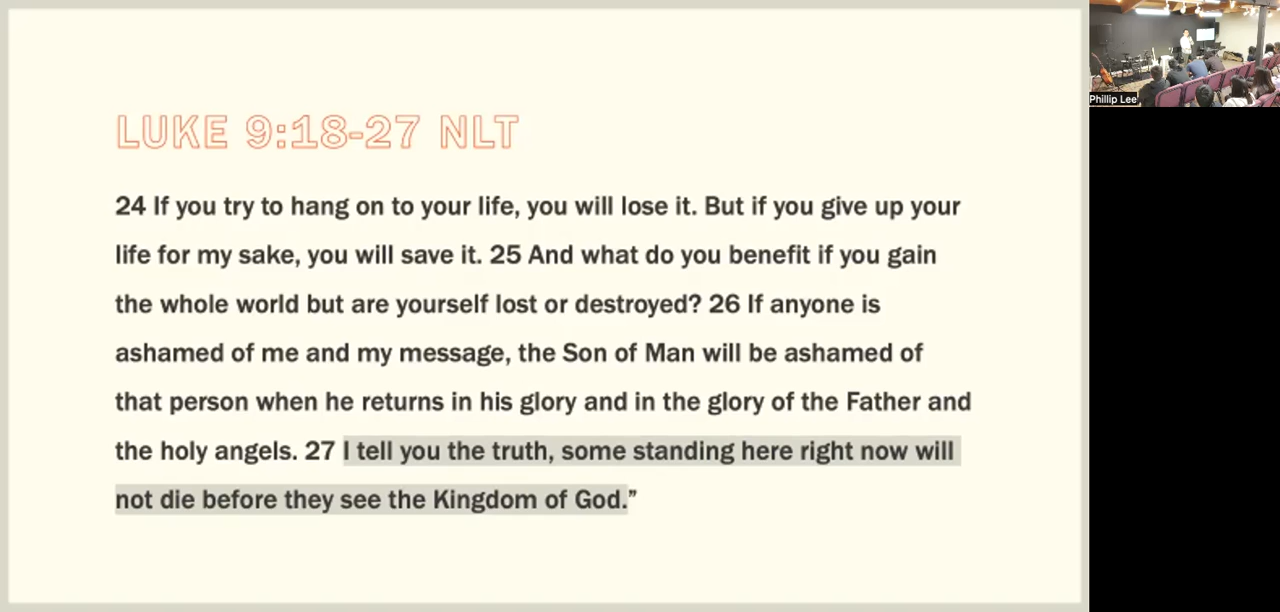 LUKE 9:18-27 NLT
24 If you try to hang on to your life, you will lose it. But if you give up your
life for my sake, you will save it. 25 And what do you benefit if you gain
the whole world but are yourself lost or destroyed? 26 If anyone is
ashamed of me and my message, the Son of Man will be ashamed of
that person when he returns in his glory and in the glory of the Father and
the holy angels. 27 I tell you the truth, some standing here right now will
not die before they see the Kingdom of God.”
Phillip Lee